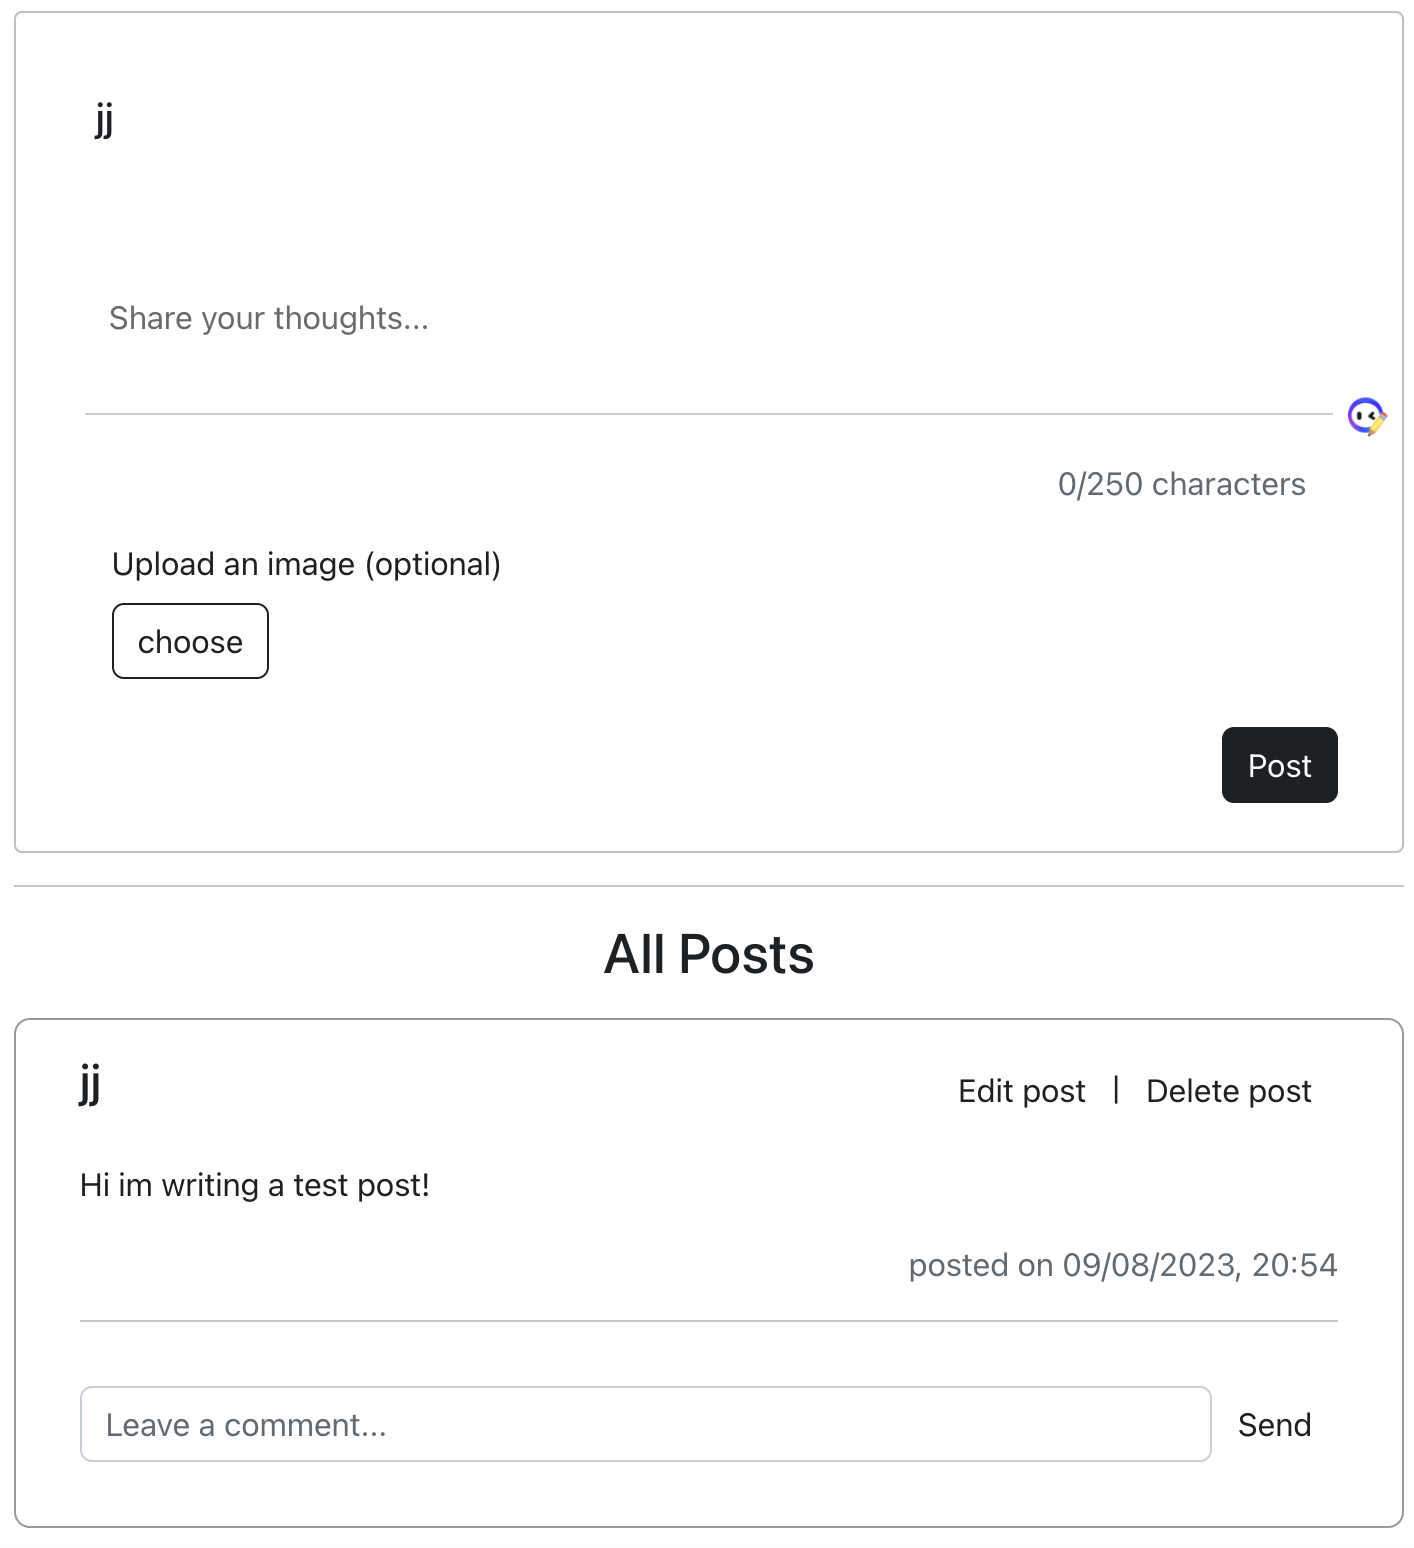 jj
Share your thoughts...
0/250 characters
Upload an image (optional)
choose
Post
All Posts
jj
Edit post | Delete post
Hi im writing a test post!
posted on 09/08/2023, 20:54
Leave a comment...
Send